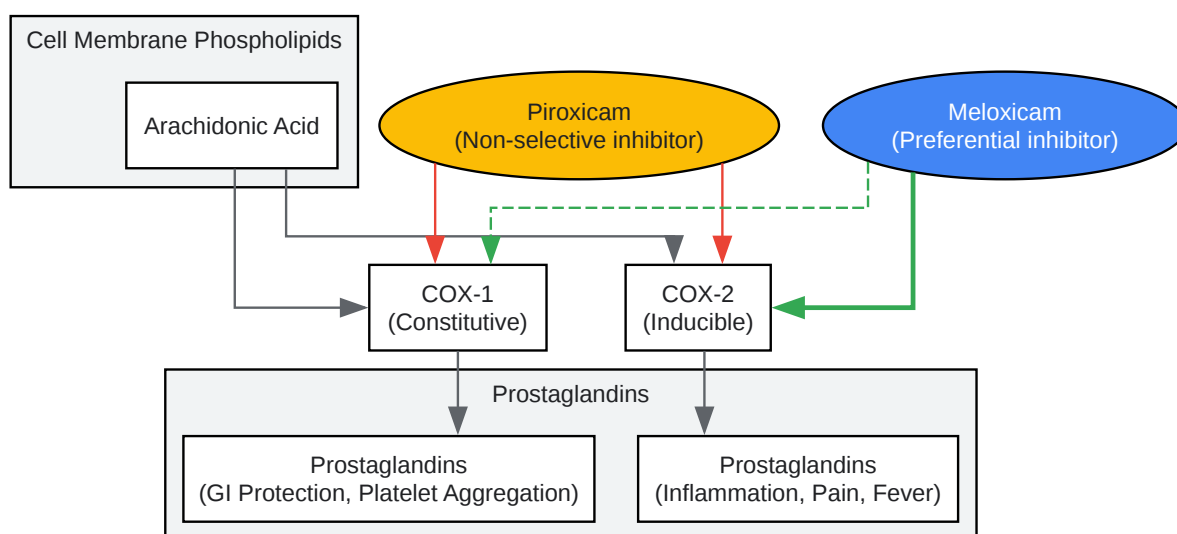 Cell Membrane Phospholipids
Arachidonic Acid
Piroxicam
(Non-selective inhibitor)
Meloxicam
(Preferential inhibitor)
COX-1
(Constitutive)
COX-2
(Inducible)
Prostaglandins
Prostaglandins
(GI Protection, Platelet Aggregation)
Prostaglandins
(Inflammation, Pain, Fever)